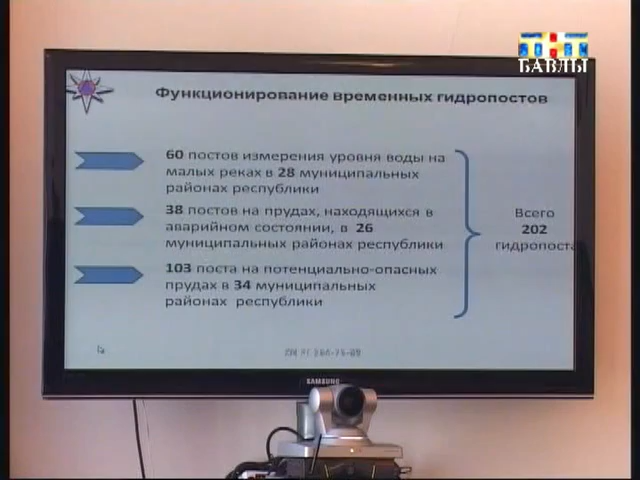 ТНТ
БАВЛЫ
Функционирование временных гидропостов
60 постов измерения уровня воды на
малых реках в 28 муниципальных
районах республики
38 постов на прудах, находящихся в
аварийном состоянии, в 26
муниципальных районах республики
103 поста на потенциально-опасных
прудах в 34 муниципальных
районах республики
Всего
202
гидропоста
SAMSUNG